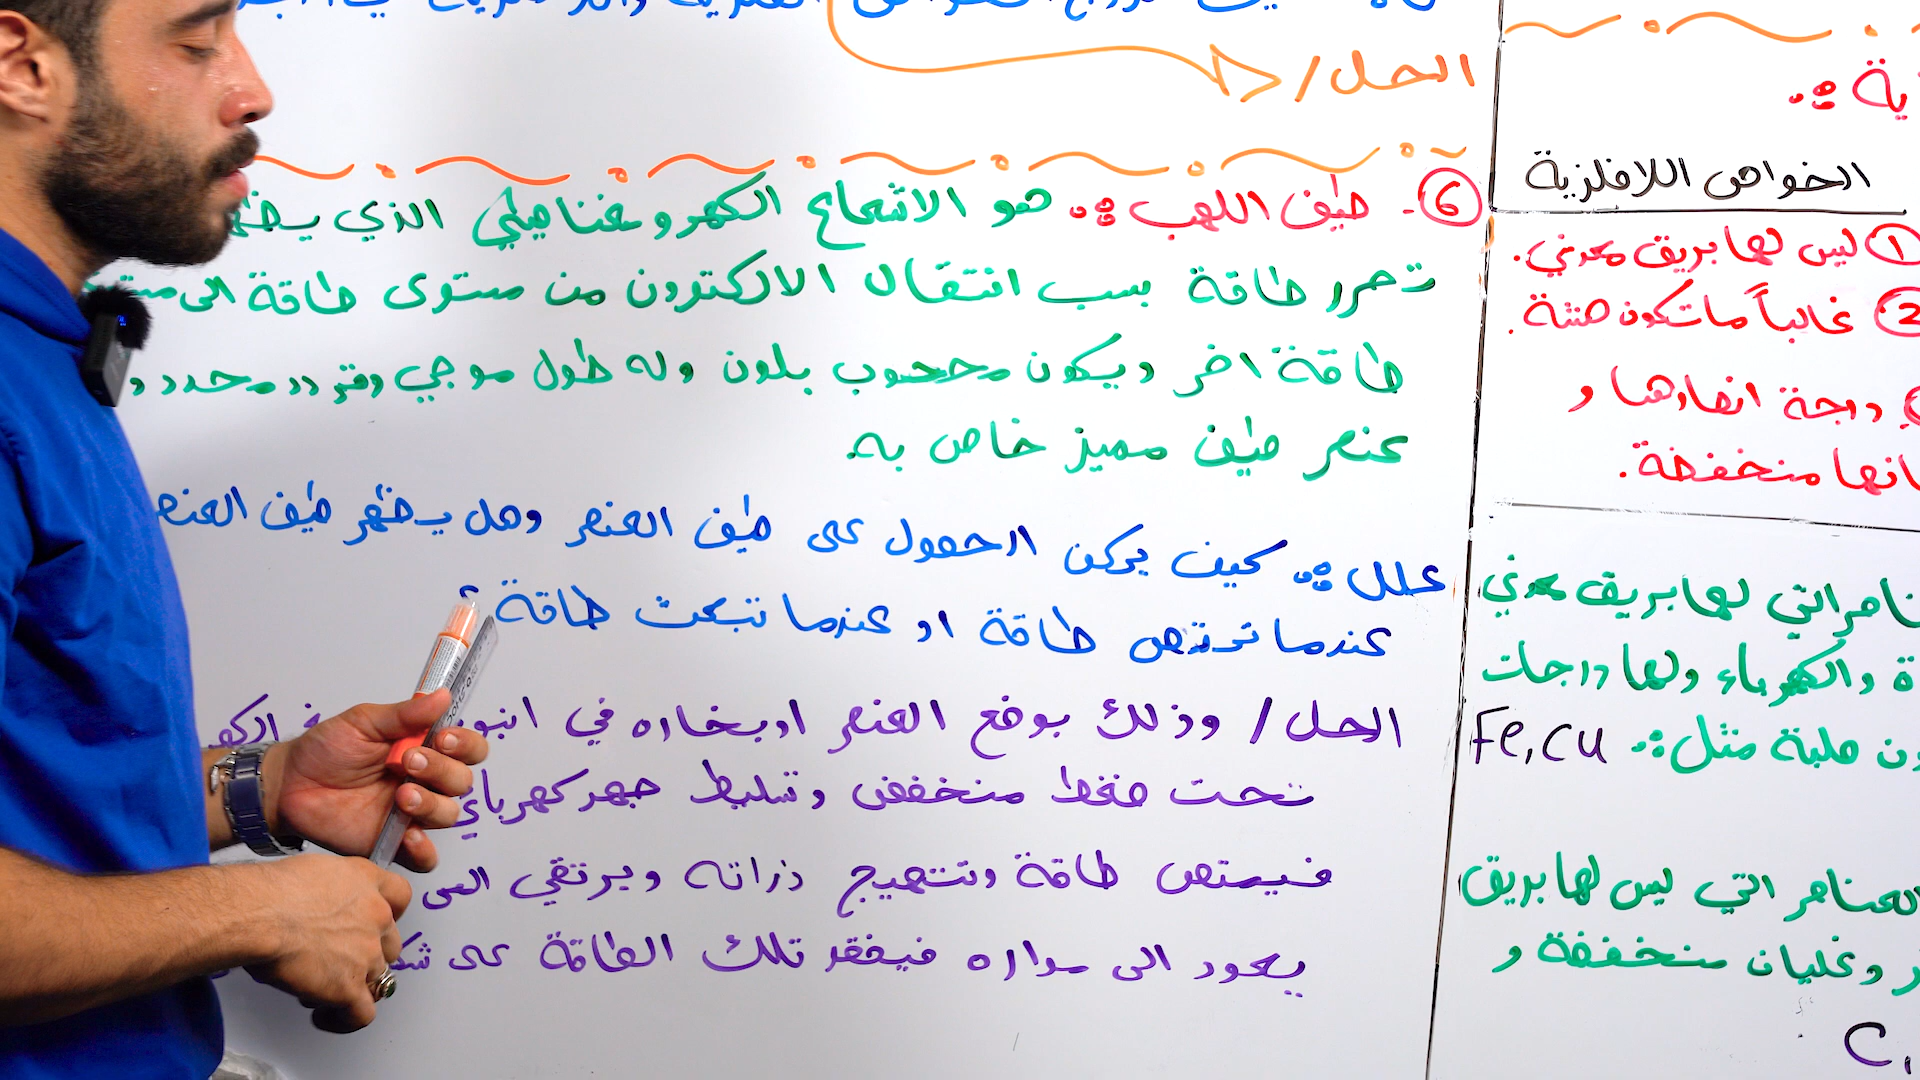 الحل /
⑥- طيف اللهب :- هو الاشعاع الكهرومغناطيسي الذي يظهر
تحرر طاقة بسبب انتقال الالكترون من مستوى طاقة الى
طاقة اخر ويكون مصحوب بلون وله طول موجي وتردد محدد و
عنصر طيف مميز خاص به.
علل :- كيف يمكن الحصول على طيف العنصر وهل يظهر طيف العنصر
عندما تمتص طاقة او عندما تبعث طاقة؟
الحل / وذلك بوضع العنصر او بخاره في
تحت ضغط منخفض وتسليط جهد كهربائي
فيمتص طاقة وتتهيج ذراته ويرتقي الى
يعود الى مداره فيفقد تلك الطاقة على
الخواص اللافلزية
① ليس لها بريق معدني.
② غالباً ما تكون هشة.
درجة انصهارها و
منخفضة.
التي لها بريق معدني
والكهرباء ولها درجات
صلبة مثل :- Fe, Cu
العناصر التي ليس لها بريق
وغليان منخفضة و
C,